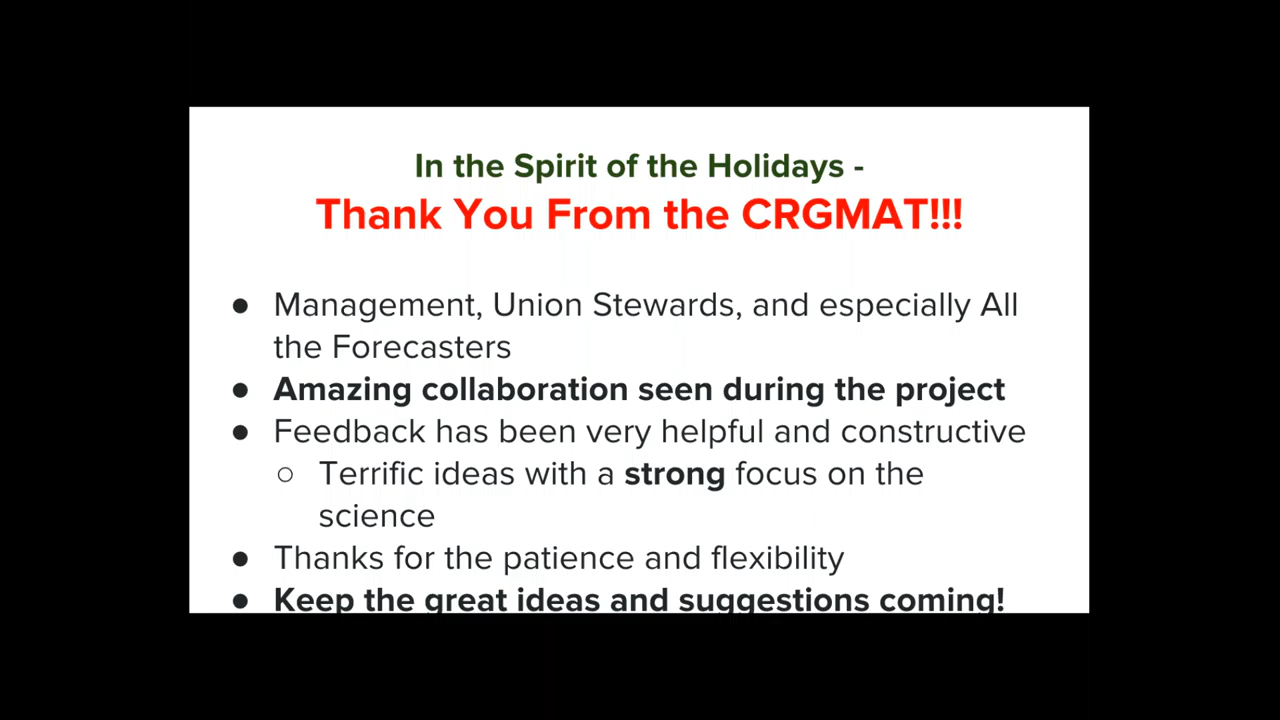 In the Spirit of the Holidays -
Thank You From the CRGMAT!!!
● Management, Union Stewards, and especially All
the Forecasters
● Amazing collaboration seen during the project
● Feedback has been very helpful and constructive
○ Terrific ideas with a strong focus on the
science
● Thanks for the patience and flexibility
● Keep the great ideas and suggestions coming!